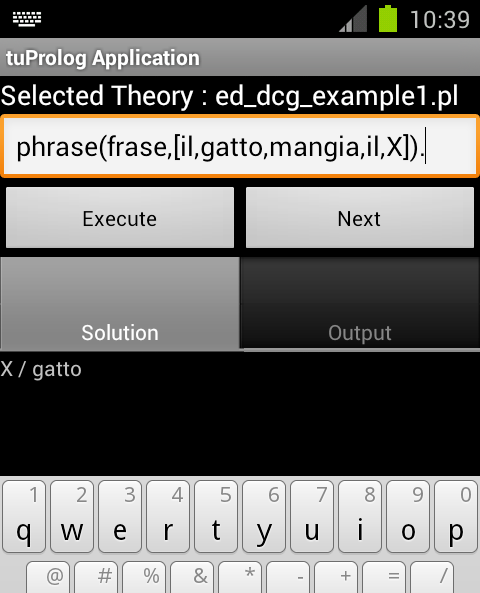 10:39
tuProlog Application
Selected Theory : ed_dcg_example1.pl
phrase(frase,[il,gatto,mangia,il,X]).
Execute Next
Solution Output
X / gatto
1 2 3 4 5 6 7 8 9 0
q w e r t y u i o p
@ # % & * - + = /